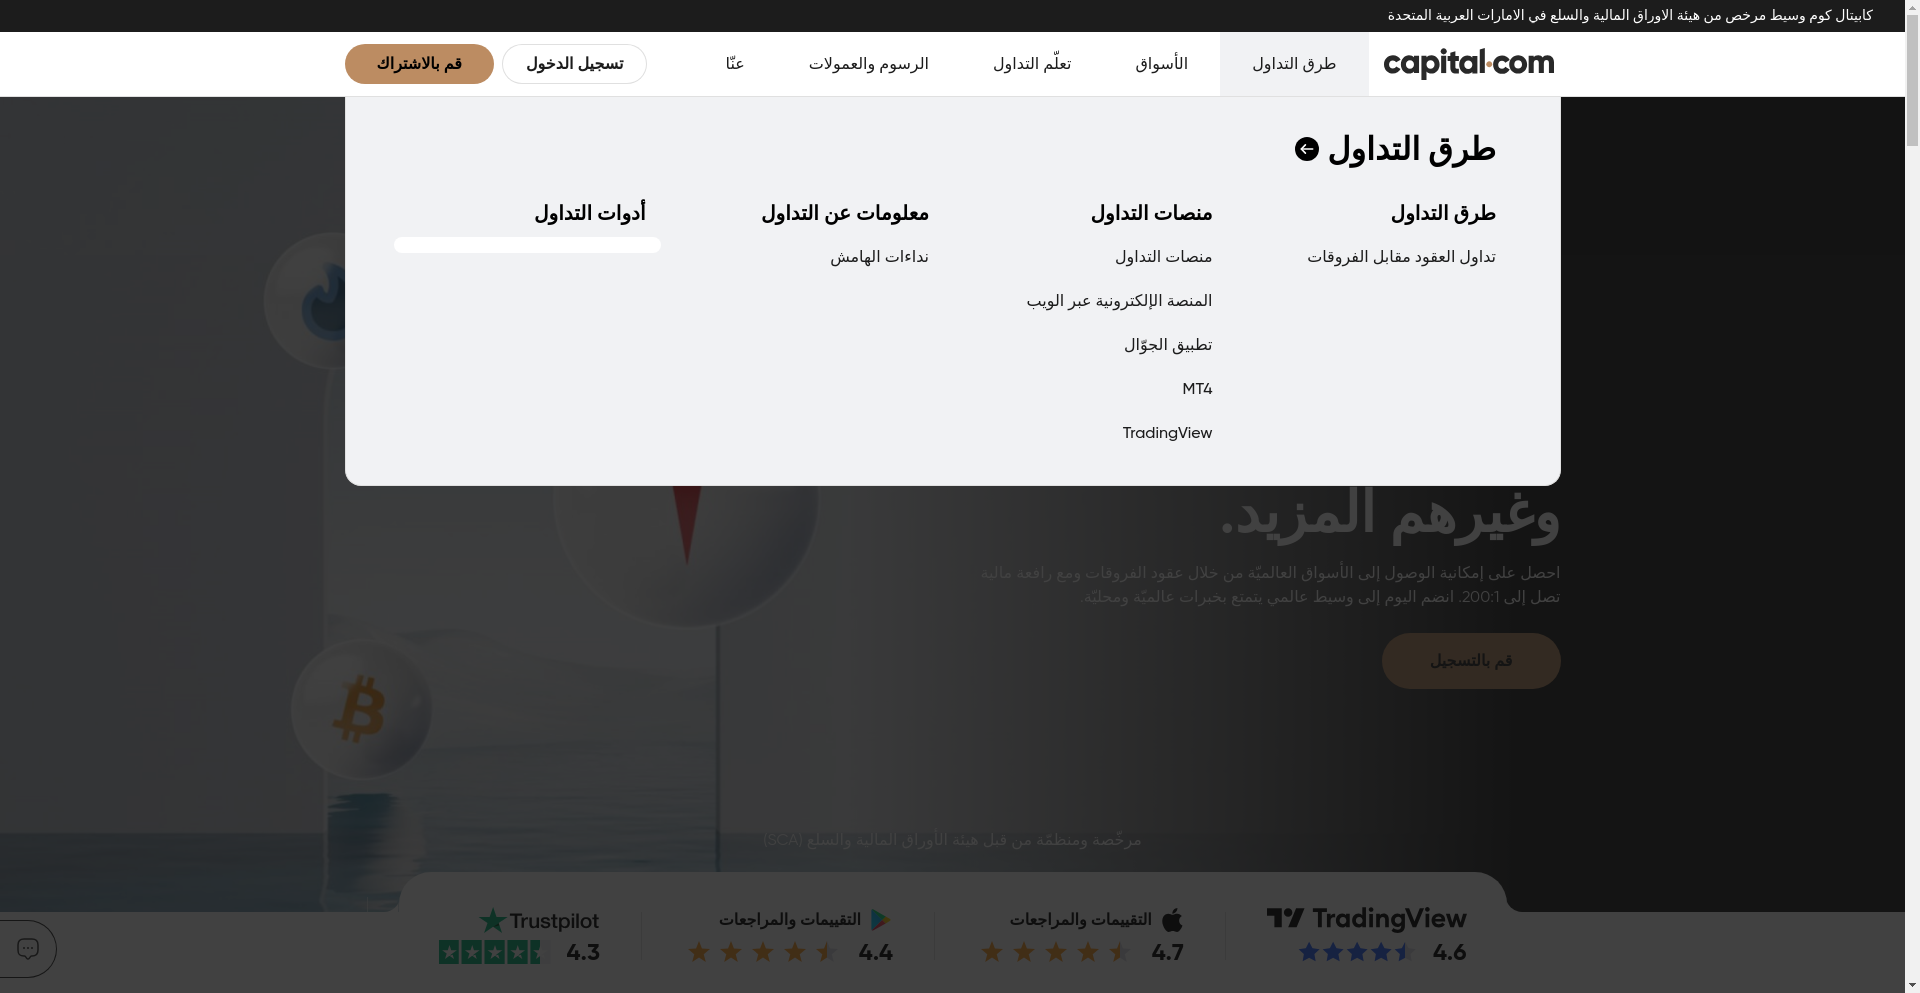 كابيتال كوم وسيط مرخص من هيئة الاوراق المالية والسلع في الامارات العربية المتحدة
capital.com
طرق التداول
الأسواق
تعلّم التداول
الرسوم والعمولات
عنّا
تسجيل الدخول
قم بالاشتراك
طرق التداول
طرق التداول
تداول العقود مقابل الفروقات
منصات التداول
منصات التداول
المنصة الإلكترونية عبر الويب
تطبيق الجوّال
MT4
TradingView
معلومات عن التداول
نداءات الهامش
أدوات التداول
وغيرهم المزيد.
احصل على إمكانية الوصول إلى الأسواق العالميّة من خلال عقود الفروقات ومع رافعة مالية
تصل إلى 200:1. انضم اليوم إلى وسيط عالمي يتمتع بخبرات عالميّة ومحليّة.
قم بالتسجيل
مرخّصة ومنظمّة من قبل هيئة الأوراق المالية والسلع (SCA)
TradingView
4.6
التقييمات والمراجعات
4.7
التقييمات والمراجعات
4.4
Trustpilot
4.3